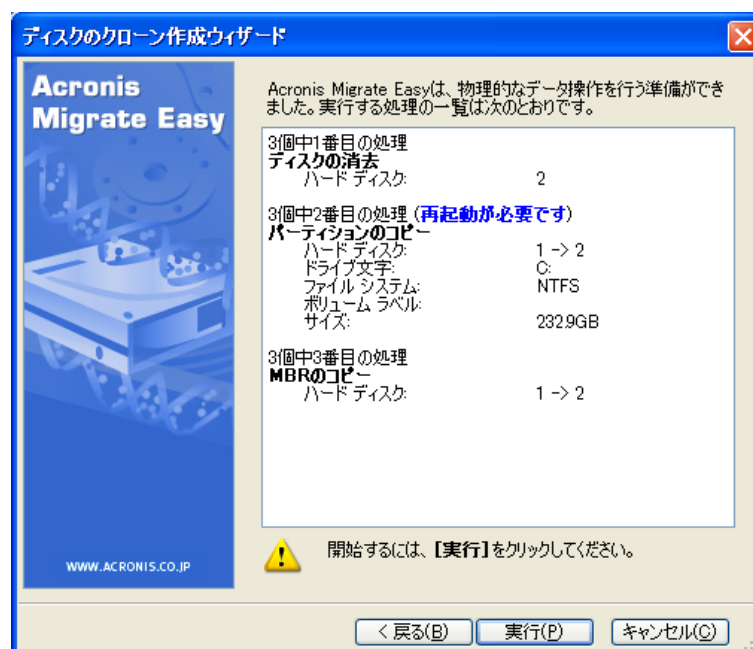 ディスクのクローン作成ウィザード
Acronis
Migrate Easy
Acronis Migrate Easyは、物理的なデータ操作を行う準備ができ
ました。実行する処理の一覧は次のとおりです。
3個中1番目の処理
ディスクの消去
ハード ディスク: 2
3個中2番目の処理 (再起動が必要です)
パーティションのコピー
ハード ディスク: 1 -> 2
ドライブ文字: C:
ファイル システム: NTFS
ボリューム ラベル:
サイズ: 232.9GB
3個中3番目の処理
MBRのコピー
ハード ディスク: 1 -> 2
開始するには、[実行]をクリックしてください。
WWW.ACRONIS.CO.JP
< 戻る(B) 実行(P) キャンセル(C)